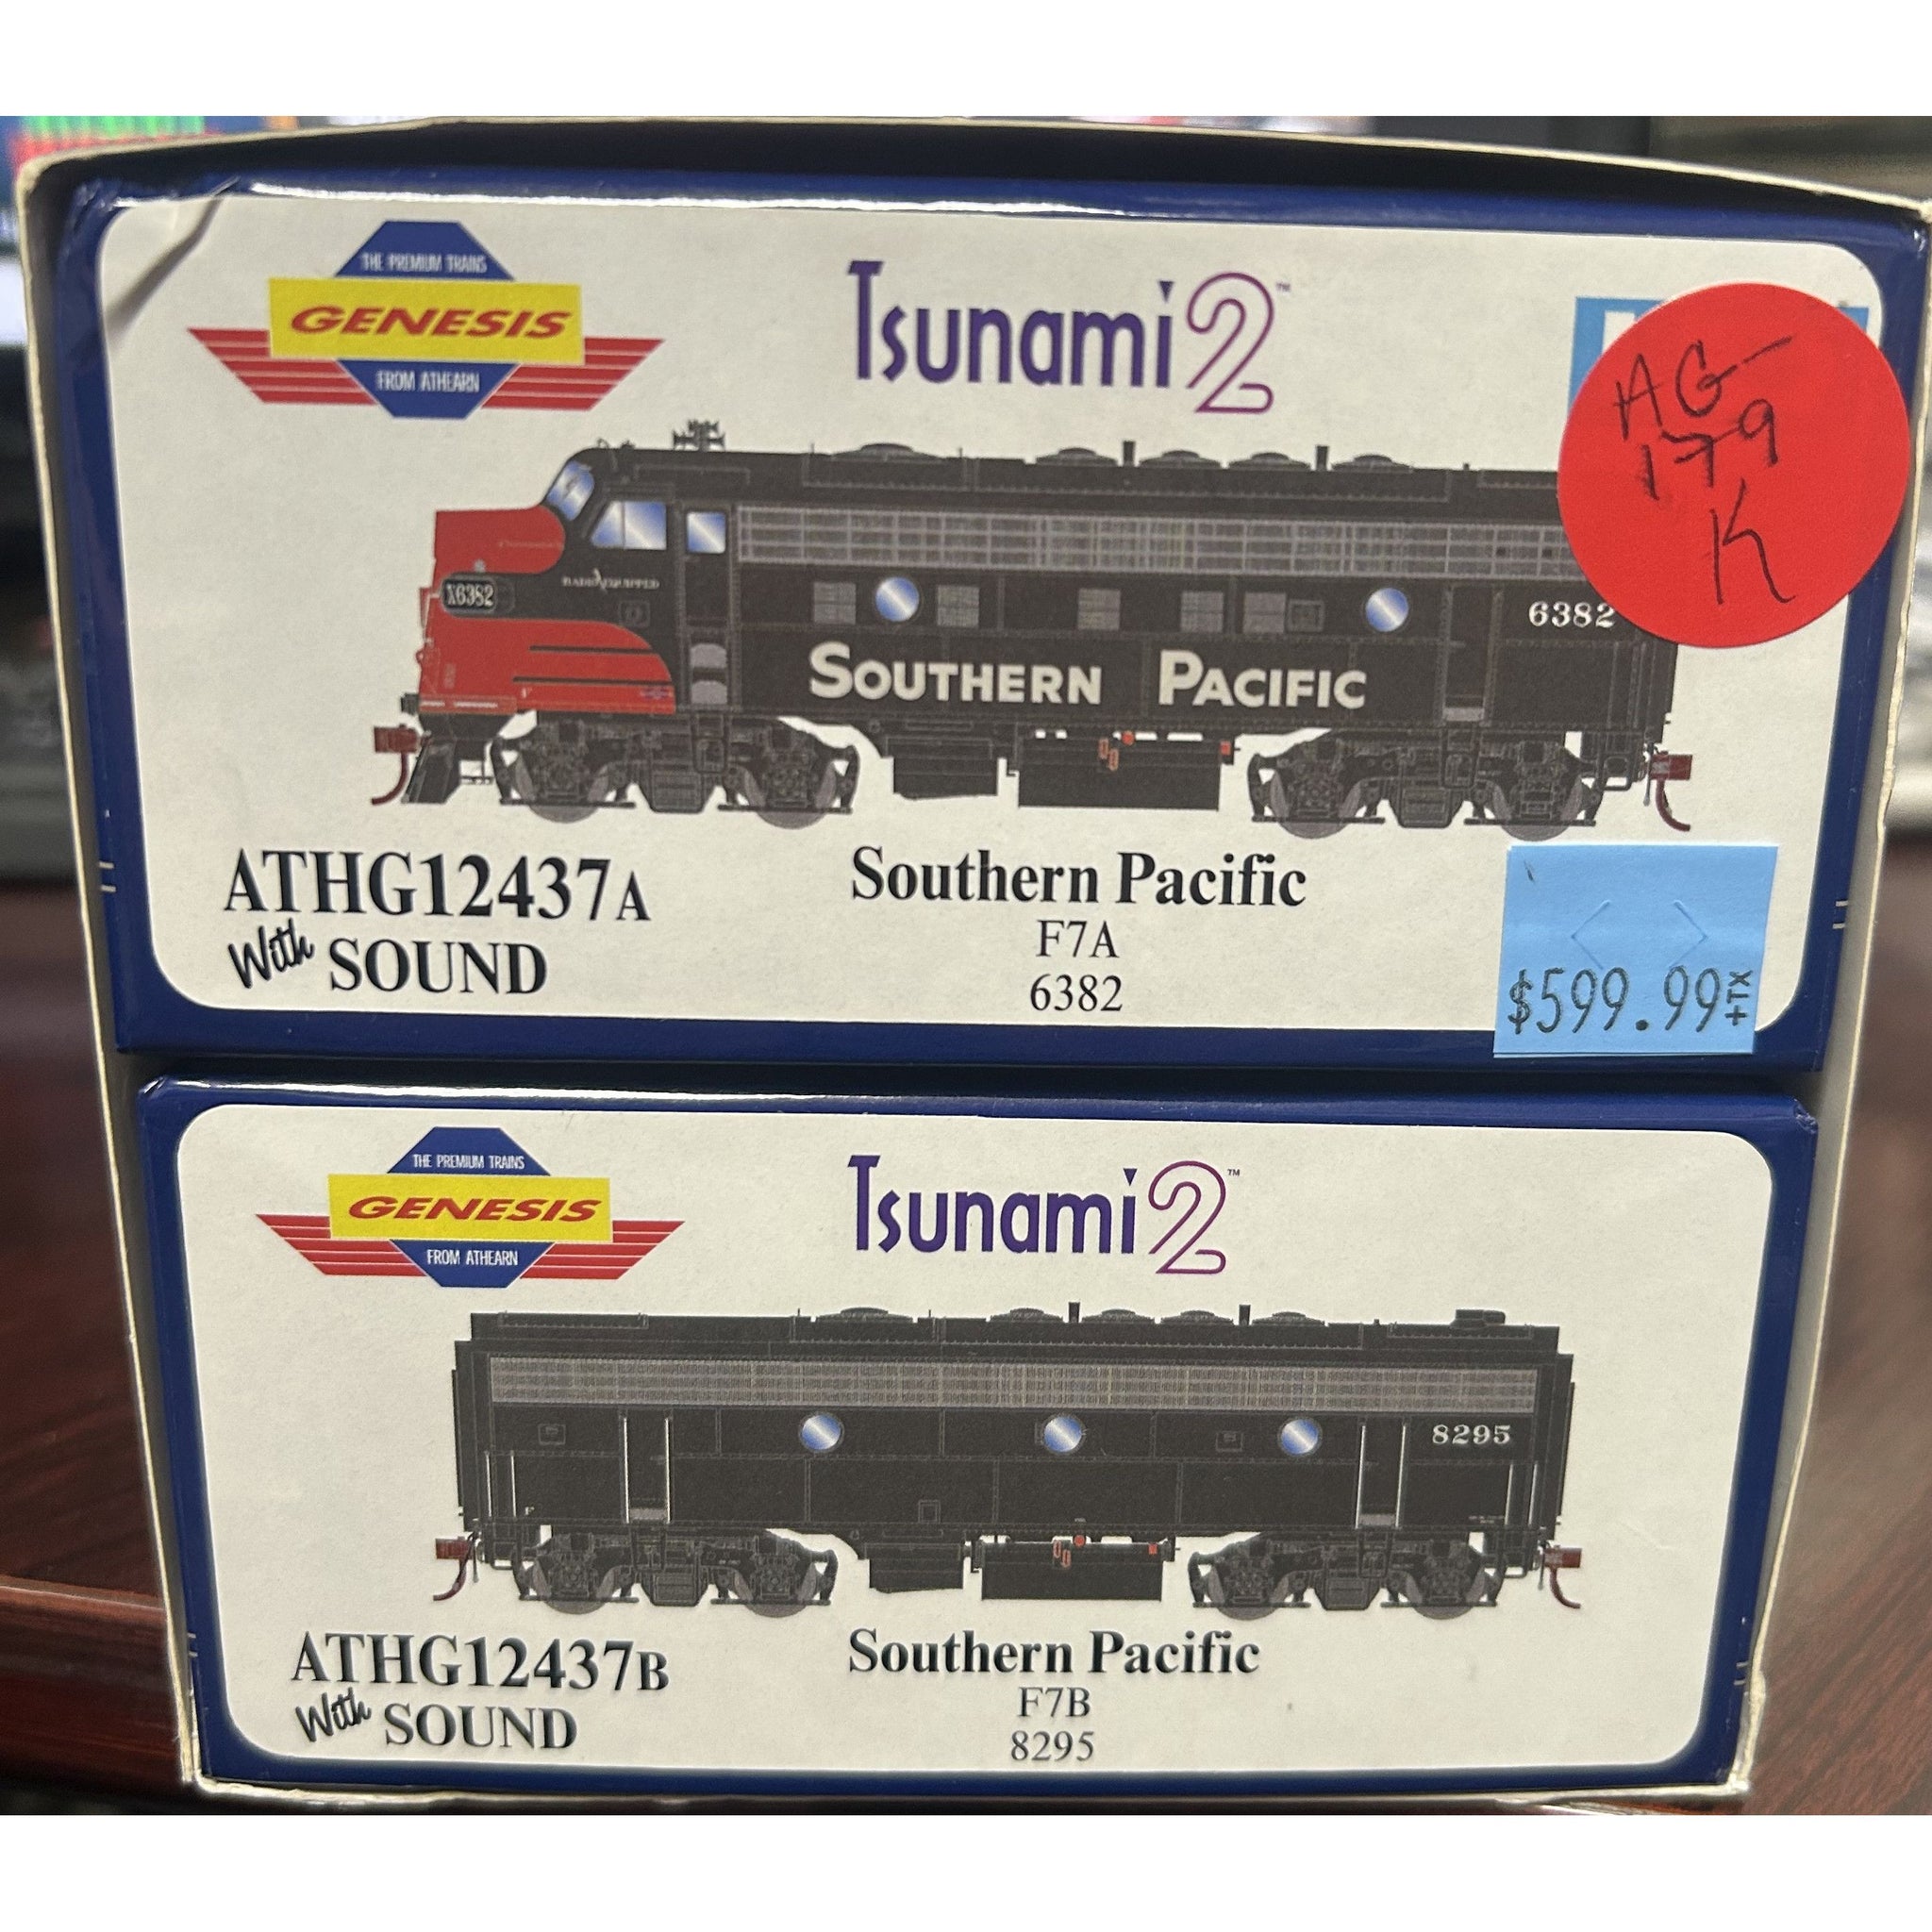 THE PREMIUM TRAINS
GENESIS
FROM ATHEARN
Tsunami2™
AG-
179
K
X6382
RADIO EQUIPPED
6382
SOUTHERN PACIFIC
ATHG12437A
With SOUND
Southern Pacific
F7A
6382
$599.99+TX
THE PREMIUM TRAINS
GENESIS
FROM ATHEARN
Tsunami2™
8295
ATHG12437B
With SOUND
Southern Pacific
F7B
8295